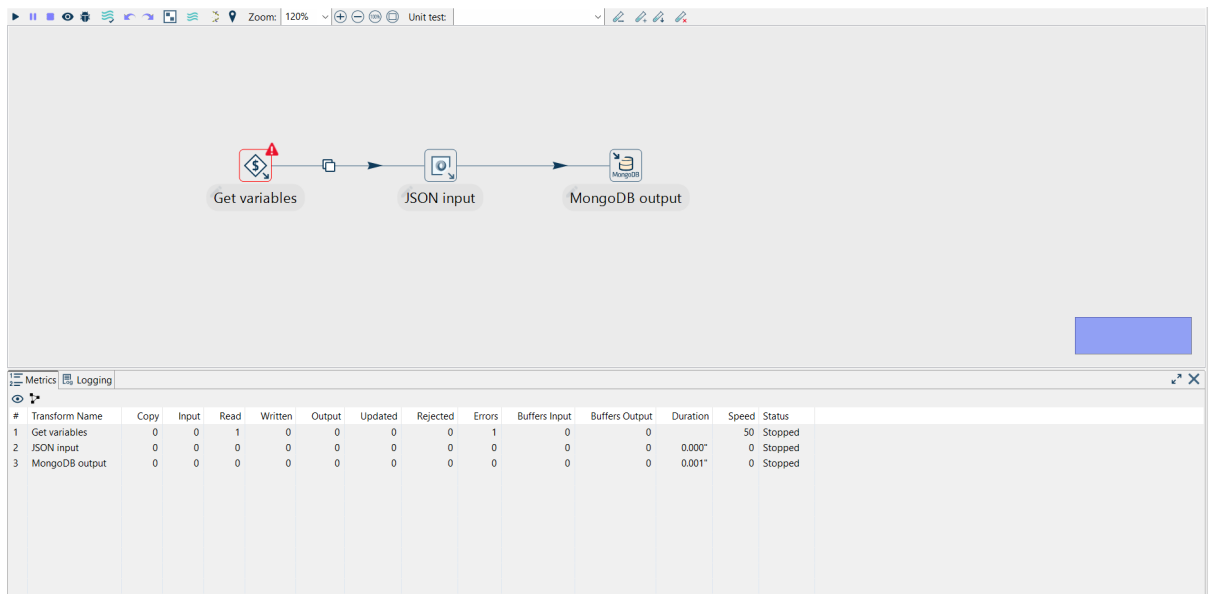 Zoom: 120% 100% Unit test:
Get variables
JSON input
MongoDB
MongoDB output
Metrics Log Logging
# Transform Name Copy Input Read Written Output Updated Rejected Errors Buffers Input Buffers Output Duration Speed Status
1 Get variables 0 0 1 0 0 0 0 1 0 0 50 Stopped
2 JSON input 0 0 0 0 0 0 0 0 0 0 0.000" 0 Stopped
3 MongoDB output 0 0 0 0 0 0 0 0 0 0 0.001" 0 Stopped